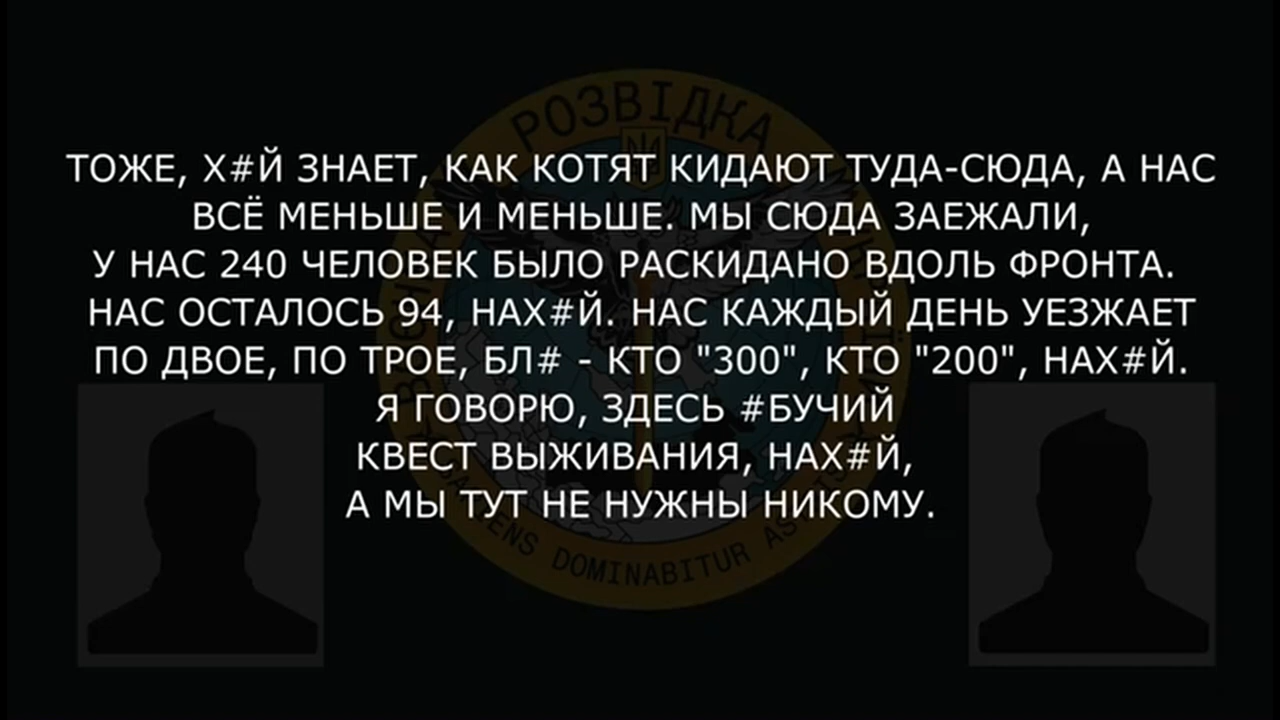 РОЗВІДКА
ТОЖЕ, Х#Й ЗНАЕТ, КАК КОТЯТ КИДАЮТ ТУДА-СЮДА, А НАС
ВСЁ МЕНЬШЕ И МЕНЬШЕ. МЫ СЮДА ЗАЕЖАЛИ,
У НАС 240 ЧЕЛОВЕК БЫЛО РАСКИДАНО ВДОЛЬ ФРОНТА.
НАС ОСТАЛОСЬ 94, НАХ#Й. НАС КАЖДЫЙ ДЕНЬ УЕЗЖАЕТ
ПО ДВОЕ, ПО ТРОЕ, БЛ# - КТО "300", КТО "200", НАХ#Й.
Я ГОВОРЮ, ЗДЕСЬ #БУЧИЙ
КВЕСТ ВЫЖИВАНИЯ, НАХ#Й,
А МЫ ТУТ НЕ НУЖНЫ НИКОМУ.
DOMINABITUR